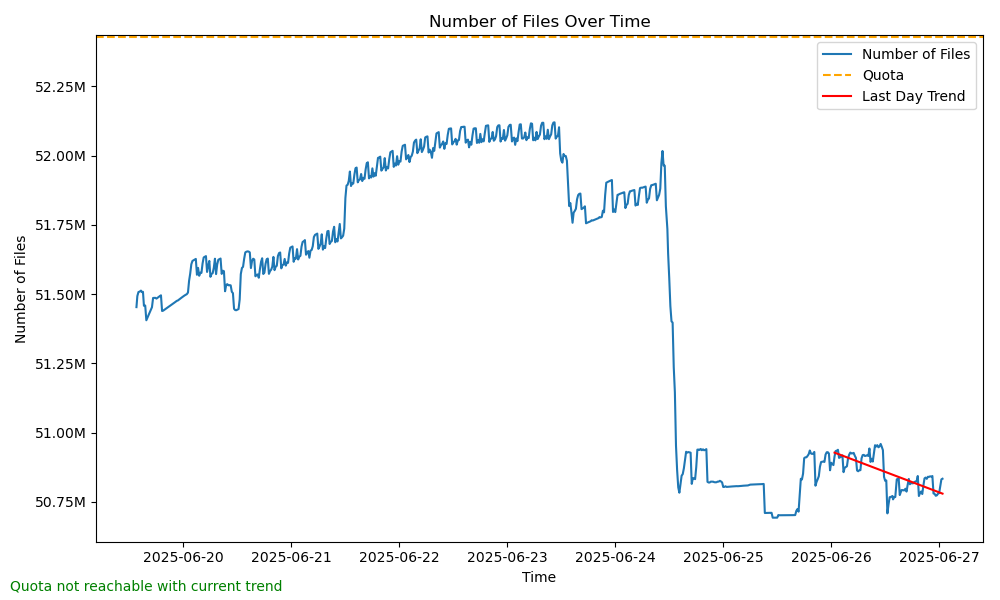 Number of Files Over Time
Number of Files
Quota
Last Day Trend
52.25M
52.00M
51.75M
51.50M
51.25M
51.00M
50.75M
Number of Files
2025-06-20
2025-06-21
2025-06-22
2025-06-23
2025-06-24
2025-06-25
2025-06-26
2025-06-27
Time
Quota not reachable with current trend